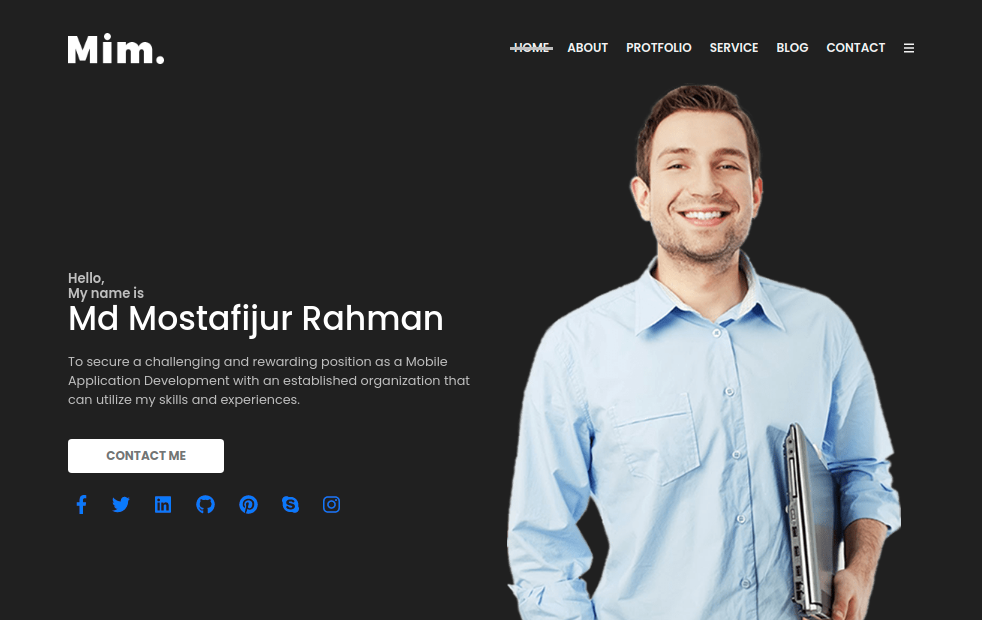 Mim.
HOME ABOUT PROTFOLIO SERVICE BLOG CONTACT
Hello,
My name is
Md Mostafijur Rahman
To secure a challenging and rewarding position as a Mobile
Application Development with an established organization that
can utilize my skills and experiences.
CONTACT ME